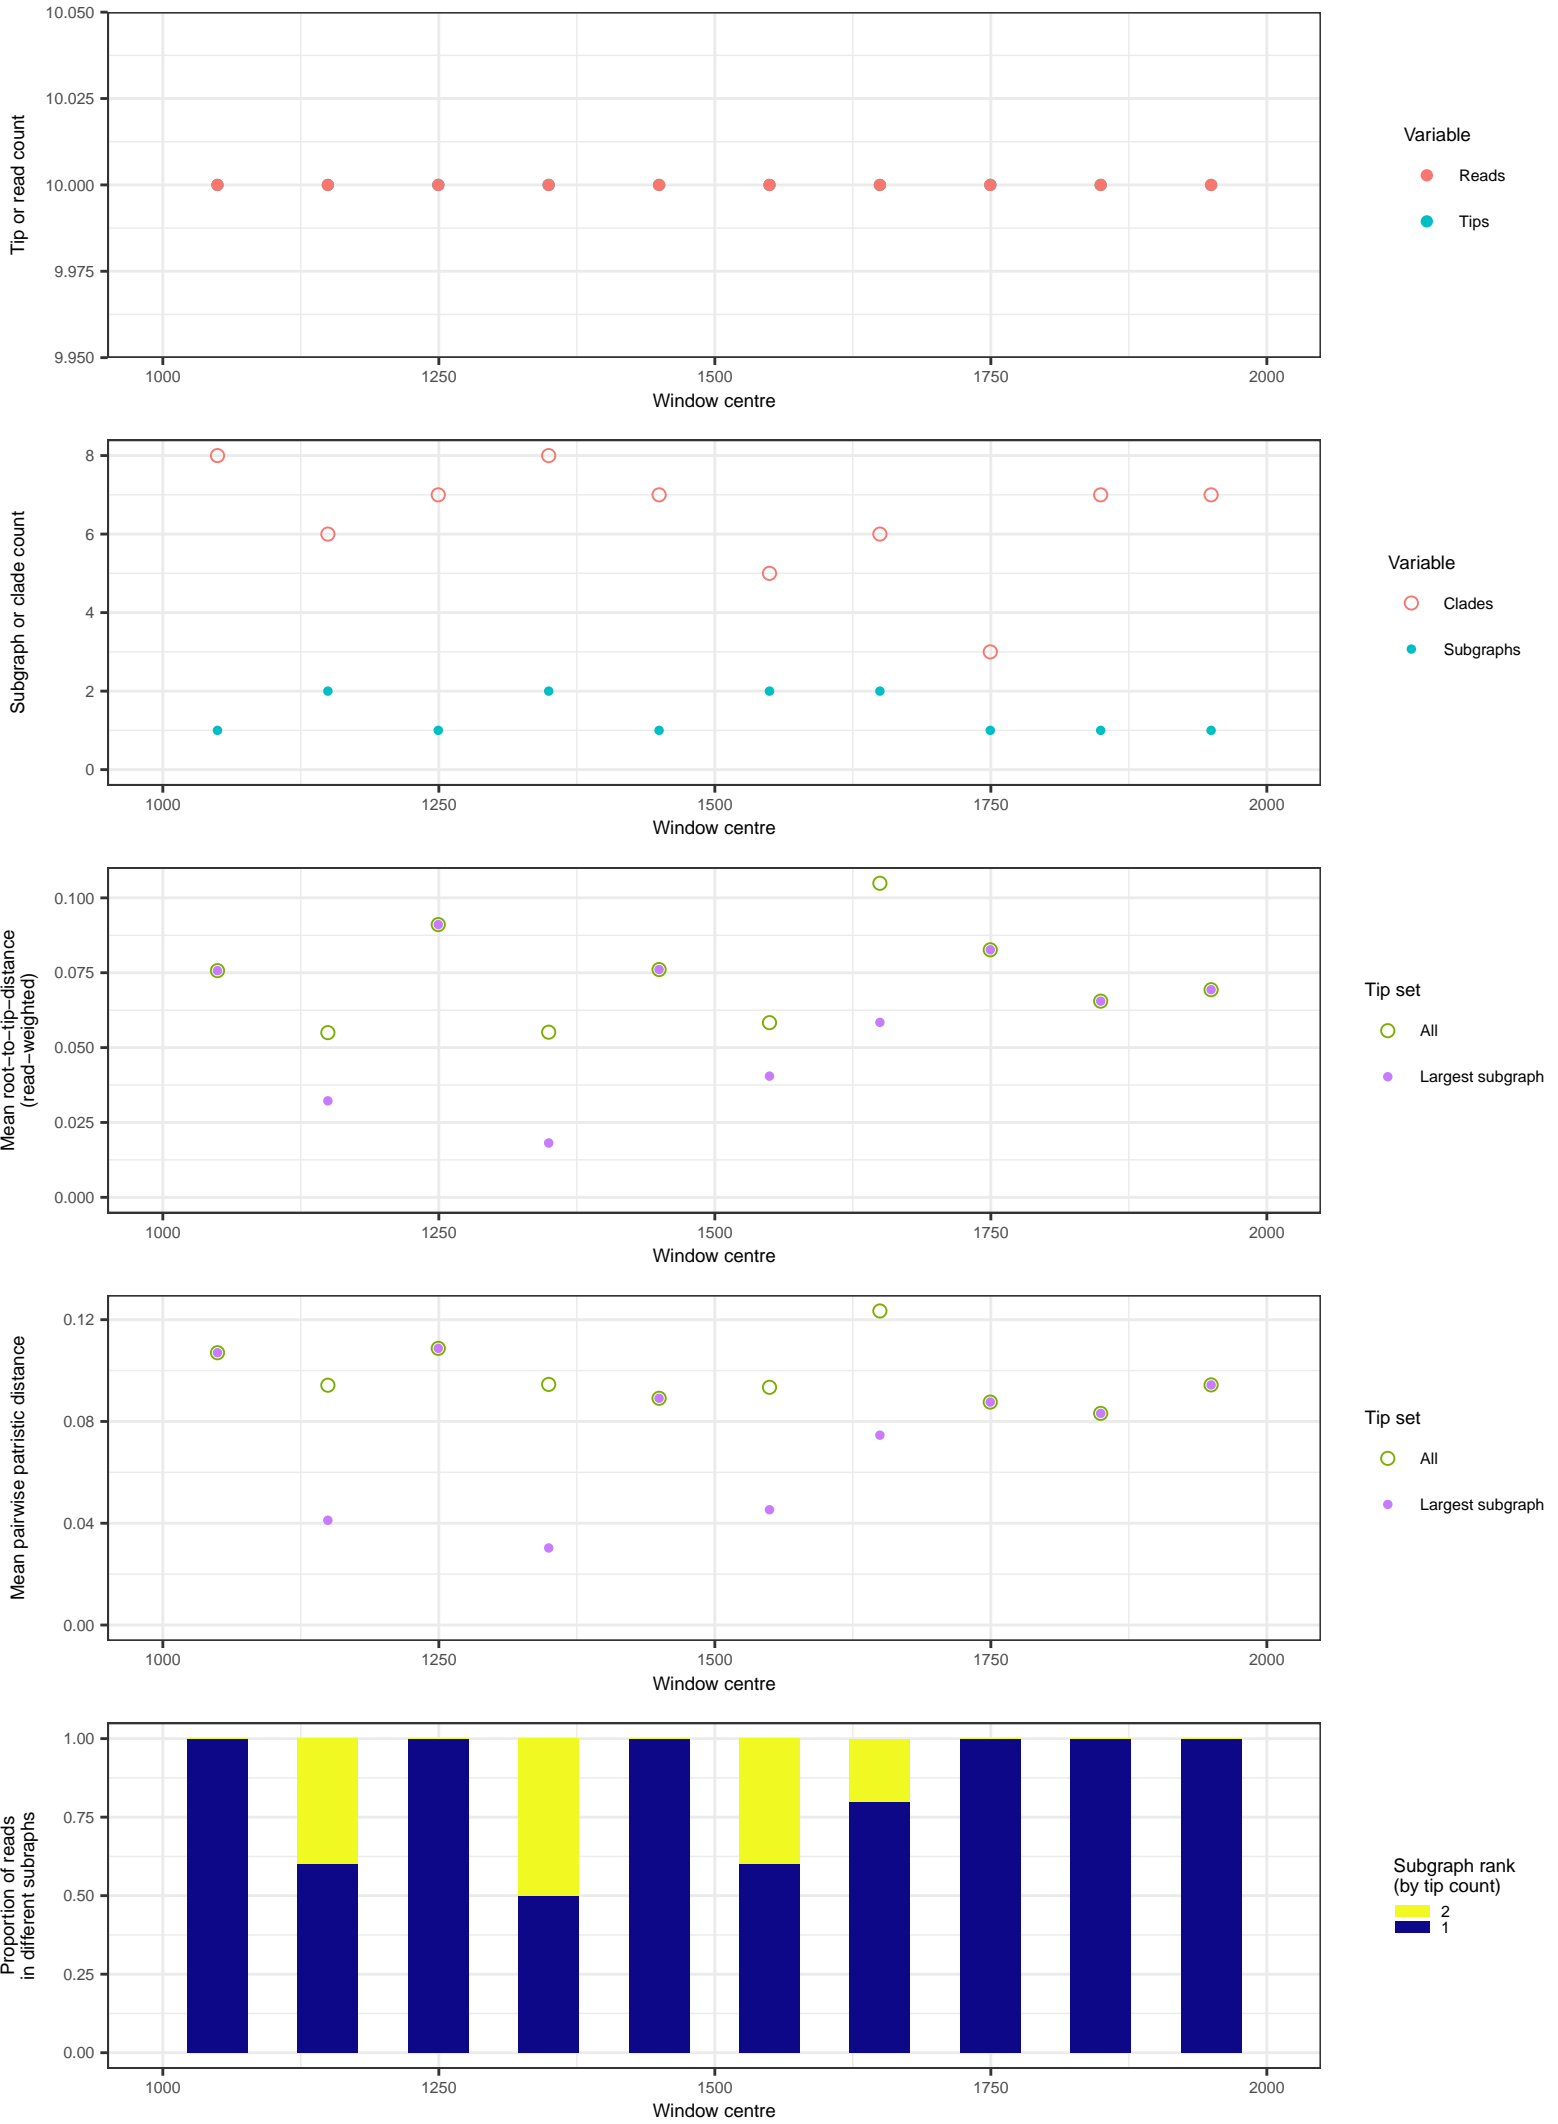 10.050
10.025
10.000
9.975
9.950
Tip or read count
1000 1250 1500 1750 2000
Window centre
Variable
Reads
Tips
8
6
4
2
0
Subgraph or clade count
1000 1250 1500 1750 2000
Window centre
Variable
Clades
Subgraphs
0.100
0.075
0.050
0.025
0.000
Mean root−to−tip−distance
(read−weighted)
1000 1250 1500 1750 2000
Window centre
Tip set
All
Largest subgraph
0.12
0.08
0.04
0.00
Mean pairwise patristic distance
1000 1250 1500 1750 2000
Window centre
Tip set
All
Largest subgraph
1.00
0.75
0.50
0.25
0.00
Proportion of reads
in different subraphs
1000 1250 1500 1750 2000
Window centre
Subgraph rank
(by tip count)
2
1